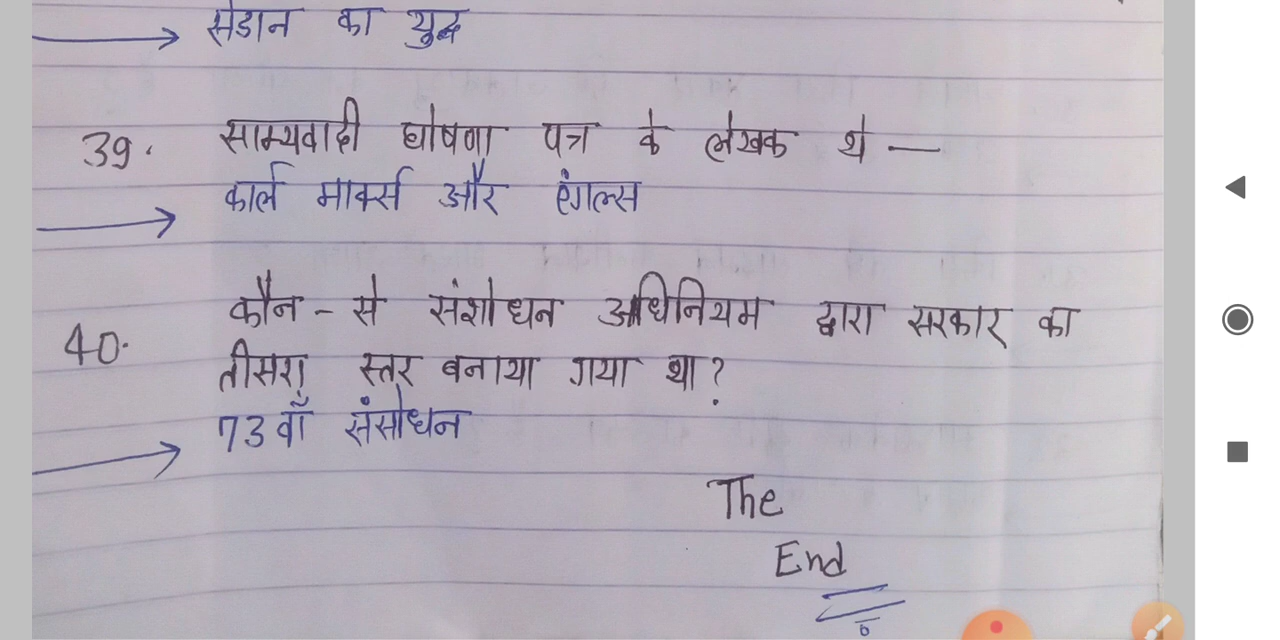 सेडान का युद्ध
39. साम्यवादी घोषणा पत्र के लेखक थे —
कार्ल मार्क्स और एंगल्स
40. कौन - से संशोधन अधिनियम द्वारा सरकार का
तीसरा स्तर बनाया गया था?
73वाँ संसोधन
The
End